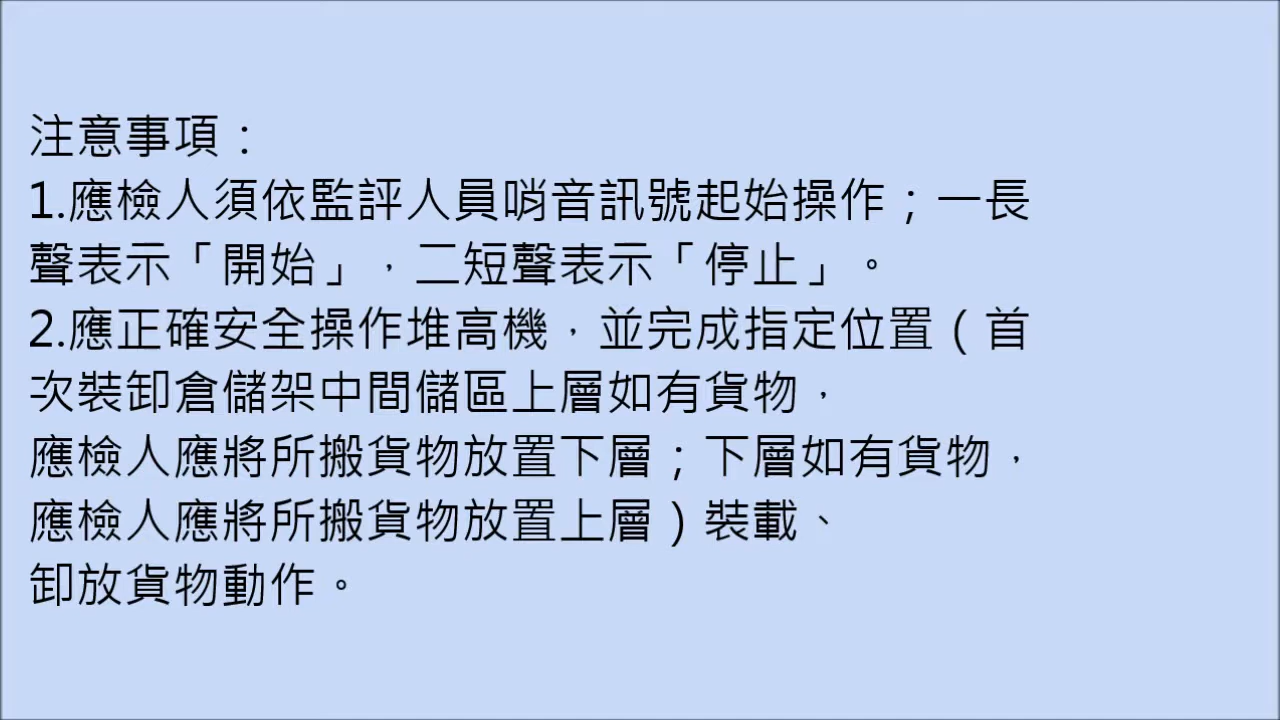 注意事項：
1.應檢人須依監評人員哨音訊號起始操作；一長
聲表示「開始」，二短聲表示「停止」。
2.應正確安全操作堆高機，並完成指定位置（首
次裝卸倉儲架中間儲區上層如有貨物，
應檢人應將所搬貨物放置下層；下層如有貨物，
應檢人應將所搬貨物放置上層）裝載、
卸放貨物動作。